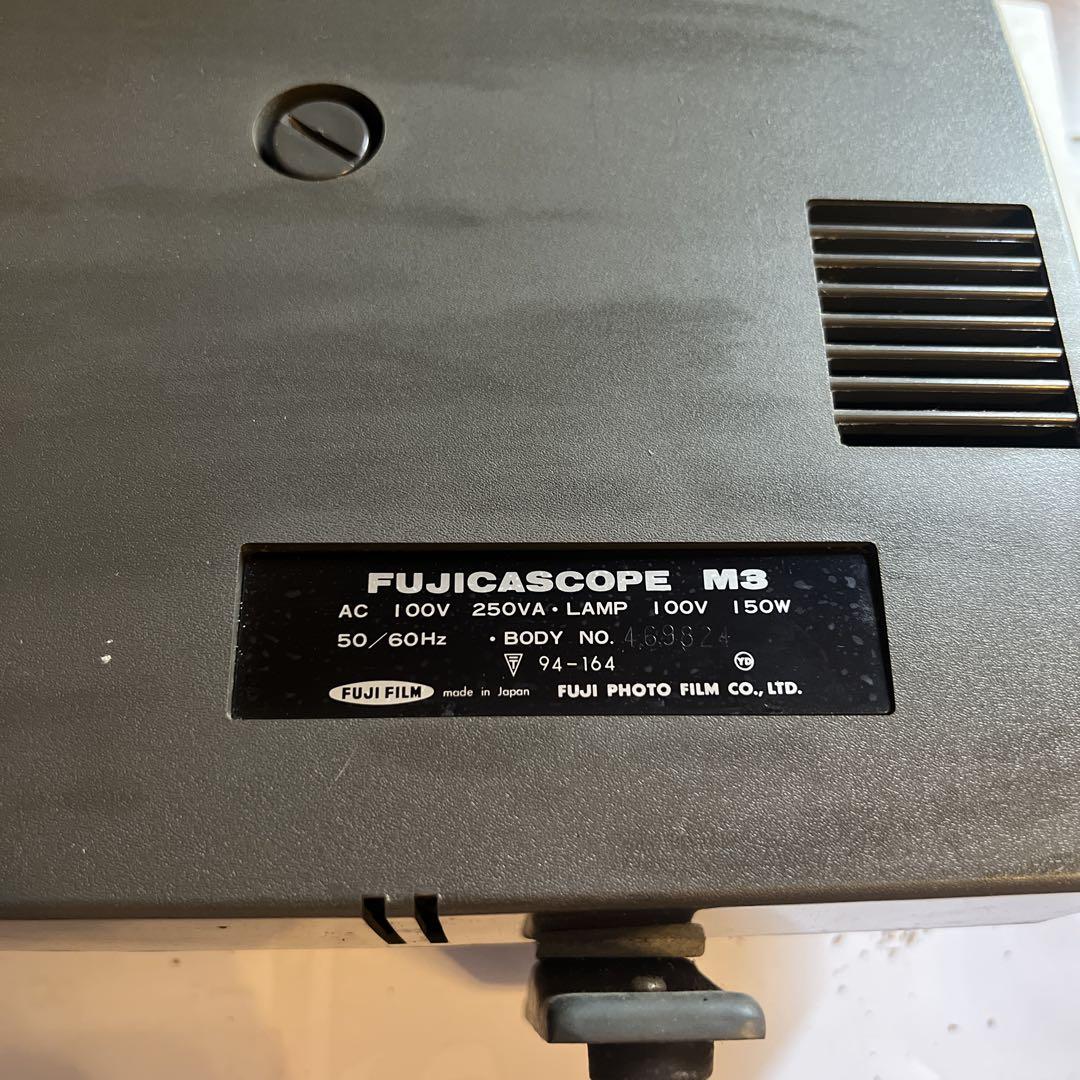 FUJICASCOPE M3
AC 100V 250VA・LAMP 100V 150W
50/60Hz ・BODY NO. 469824
T 94-164 YD
FUJI FILM made in Japan FUJI PHOTO FILM CO., LTD.